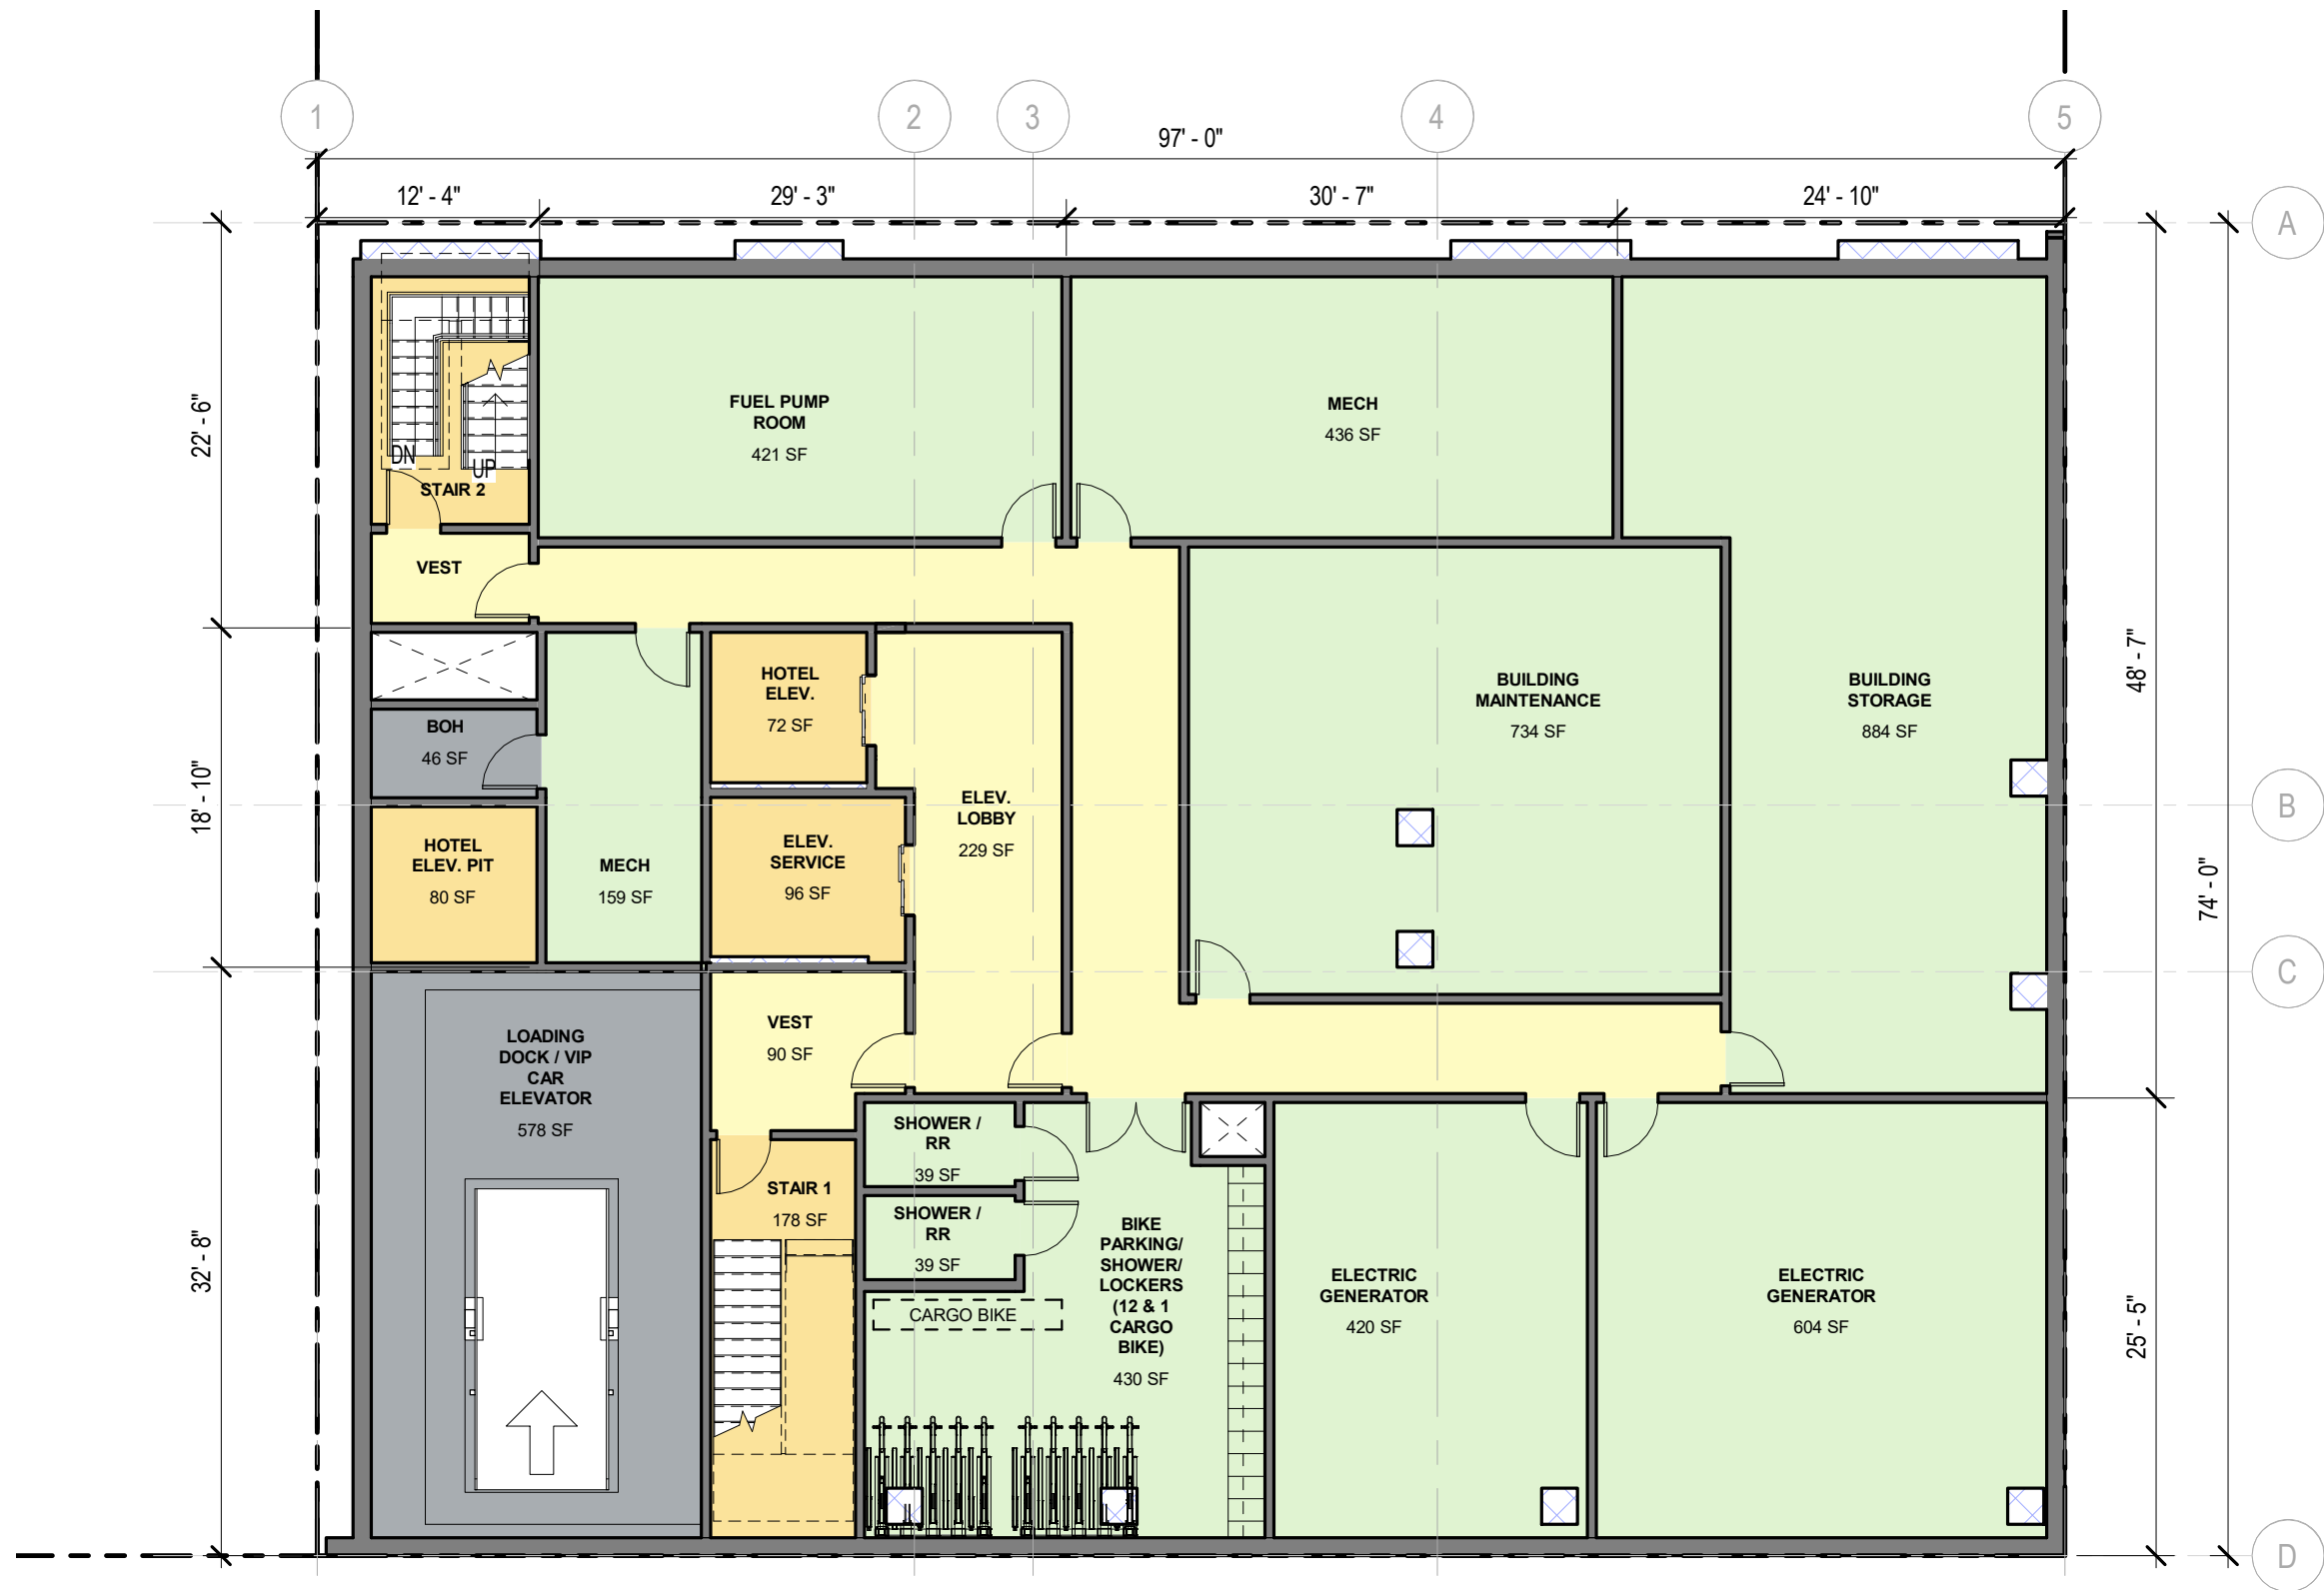 1
2
3
4
5
97' - 0"
12' - 4"
29' - 3"
30' - 7"
24' - 10"
A
B
C
D
22' - 6"
18' - 10"
32' - 8"
48' - 7"
74' - 0"
25' - 5"
DN
UP
STAIR 2
FUEL PUMP
ROOM
421 SF
MECH
436 SF
VEST
BOH
46 SF
HOTEL
ELEV. PIT
80 SF
MECH
159 SF
HOTEL
ELEV.
72 SF
ELEV.
SERVICE
96 SF
ELEV.
LOBBY
229 SF
BUILDING
MAINTENANCE
734 SF
BUILDING
STORAGE
884 SF
LOADING
DOCK / VIP
CAR
ELEVATOR
578 SF
VEST
90 SF
STAIR 1
178 SF
SHOWER /
RR
39 SF
SHOWER /
RR
39 SF
CARGO BIKE
BIKE
PARKING/
SHOWER/
LOCKERS
(12 & 1
CARGO
BIKE)
430 SF
ELECTRIC
GENERATOR
420 SF
ELECTRIC
GENERATOR
604 SF